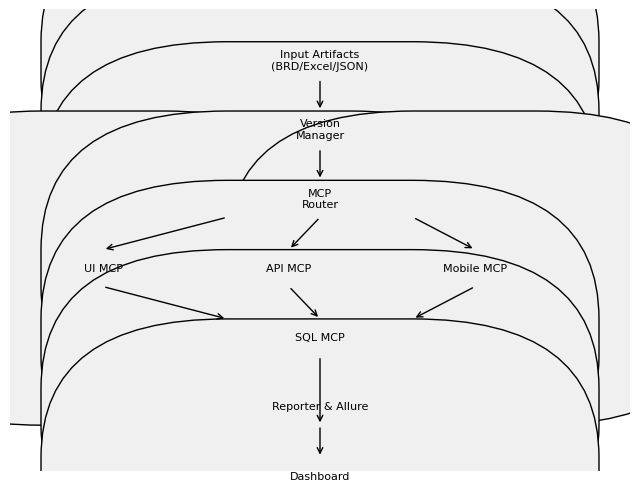 Input Artifacts
(BRD/Excel/JSON)
Version
Manager
MCP
Router
UI MCP
API MCP
Mobile MCP
SQL MCP
Reporter & Allure
Dashboard